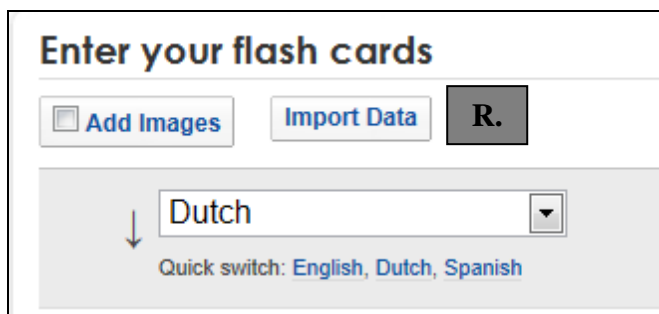 Enter your flash cards
Add Images Import Data R.
Dutch
Quick switch: English, Dutch, Spanish